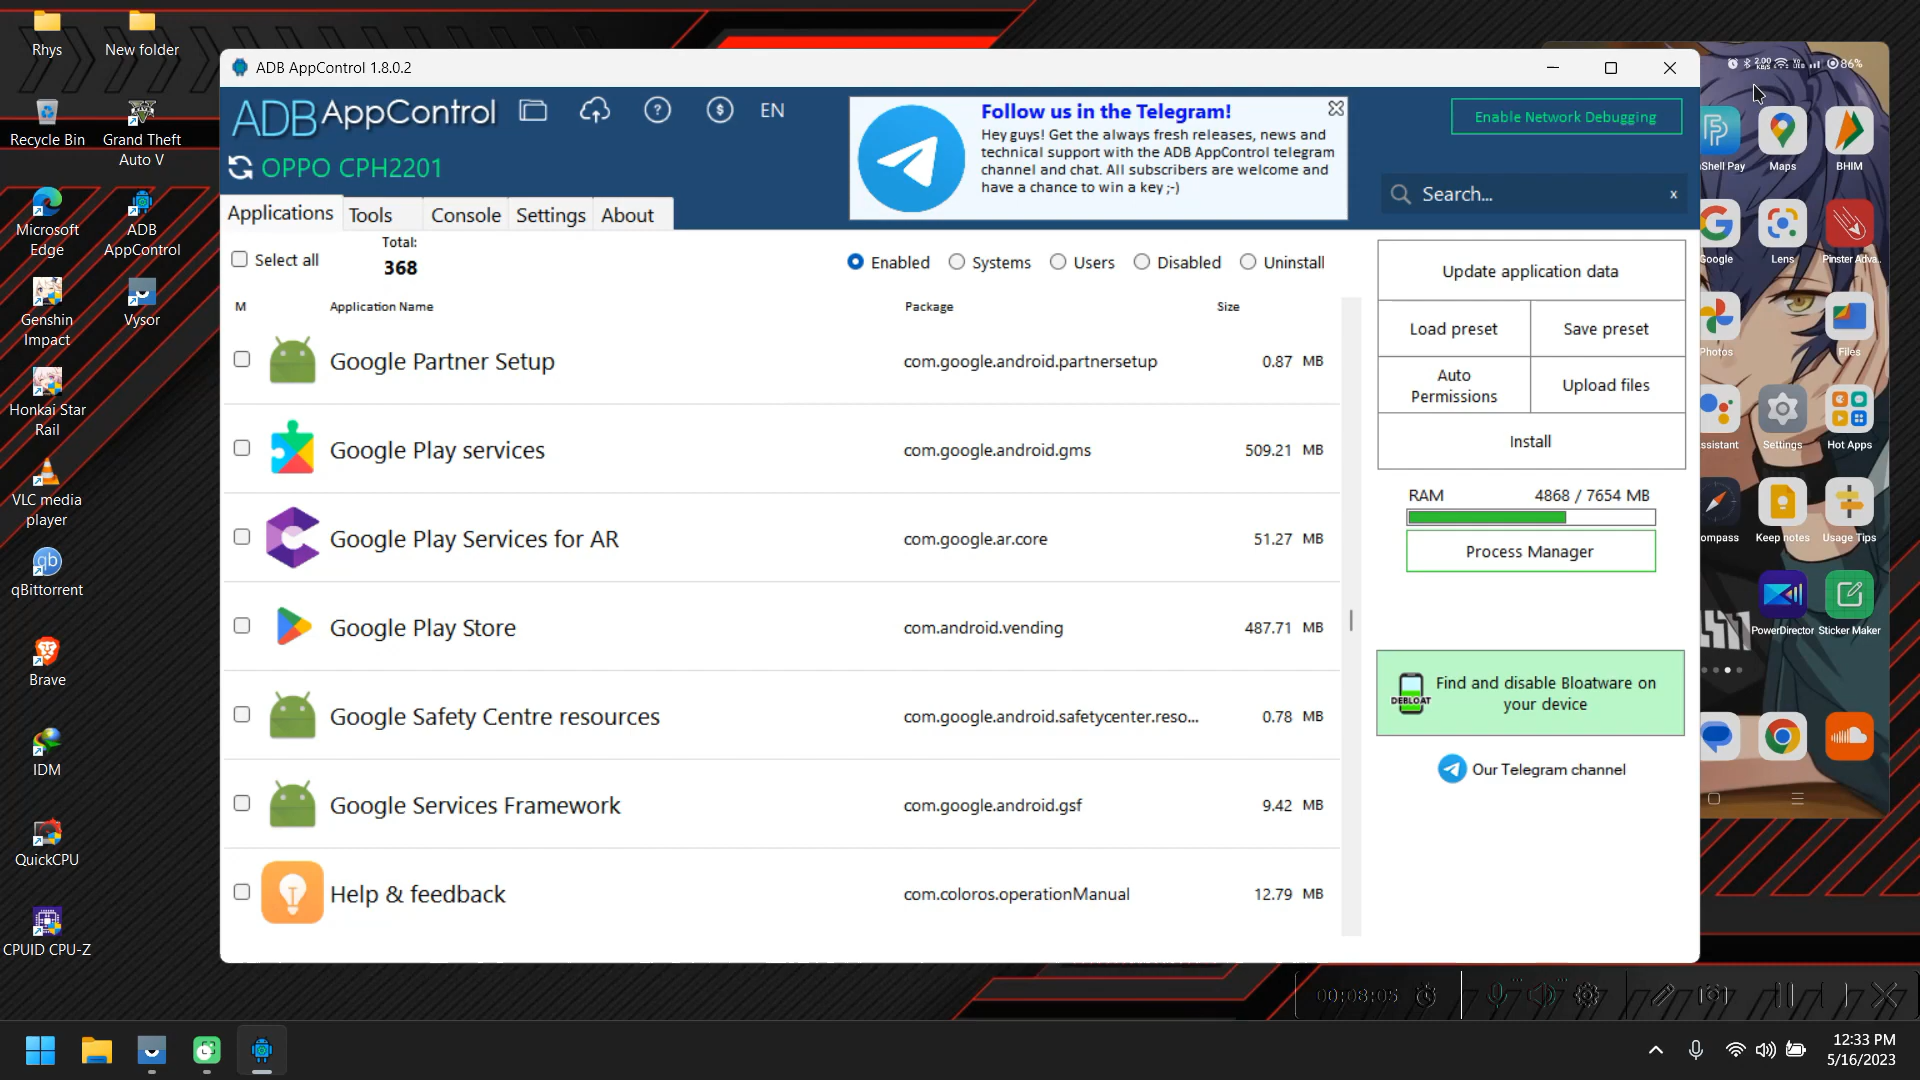 Rhys
New folder
Recycle Bin
Grand Theft
Auto V
Microsoft
Edge
ADB
AppControl
Genshin
Impact
Vysor
Honkai Star
Rail
VLC media
player
qBittorrent
Brave
IDM
QuickCPU
CPUID CPU-Z
ADB AppControl 1.8.0.2
ADB AppControl
EN
OPPO CPH2201
Follow us in the Telegram!
Hey guys! Get the always fresh releases, news and
technical support with the ADB AppControl telegram
channel and chat. All subscribers are welcome and
have a chance to win a key ;-)
Enable Network Debugging
Search...
x
Applications
Tools
Console
Settings
About
Select all
Total:
368
Enabled
Systems
Users
Disabled
Uninstall
M
Application Name
Package
Size
Google Partner Setup
com.google.android.partnersetup
0.87 MB
Google Play services
com.google.android.gms
509.21 MB
Google Play Services for AR
com.google.ar.core
51.27 MB
Google Play Store
com.android.vending
487.71 MB
Google Safety Centre resources
com.google.android.safetycenter.reso...
0.78 MB
Google Services Framework
com.google.android.gsf
9.42 MB
Help & feedback
com.coloros.operationManual
12.79 MB
Update application data
Load preset
Save preset
Auto
Permissions
Upload files
Install
RAM
4868 / 7654 MB
Process Manager
DEBLOAT
Find and disable Bloatware on
your device
Our Telegram channel
2.00
KB/S
86%
Shell Pay
Maps
BHIM
Google
Lens
Pinster Adva..
Photos
Files
ssistant
Settings
Hot Apps
ompass
Keep notes
Usage Tips
PowerDirector
Sticker Maker
00:08:05
12:33 PM
5/16/2023